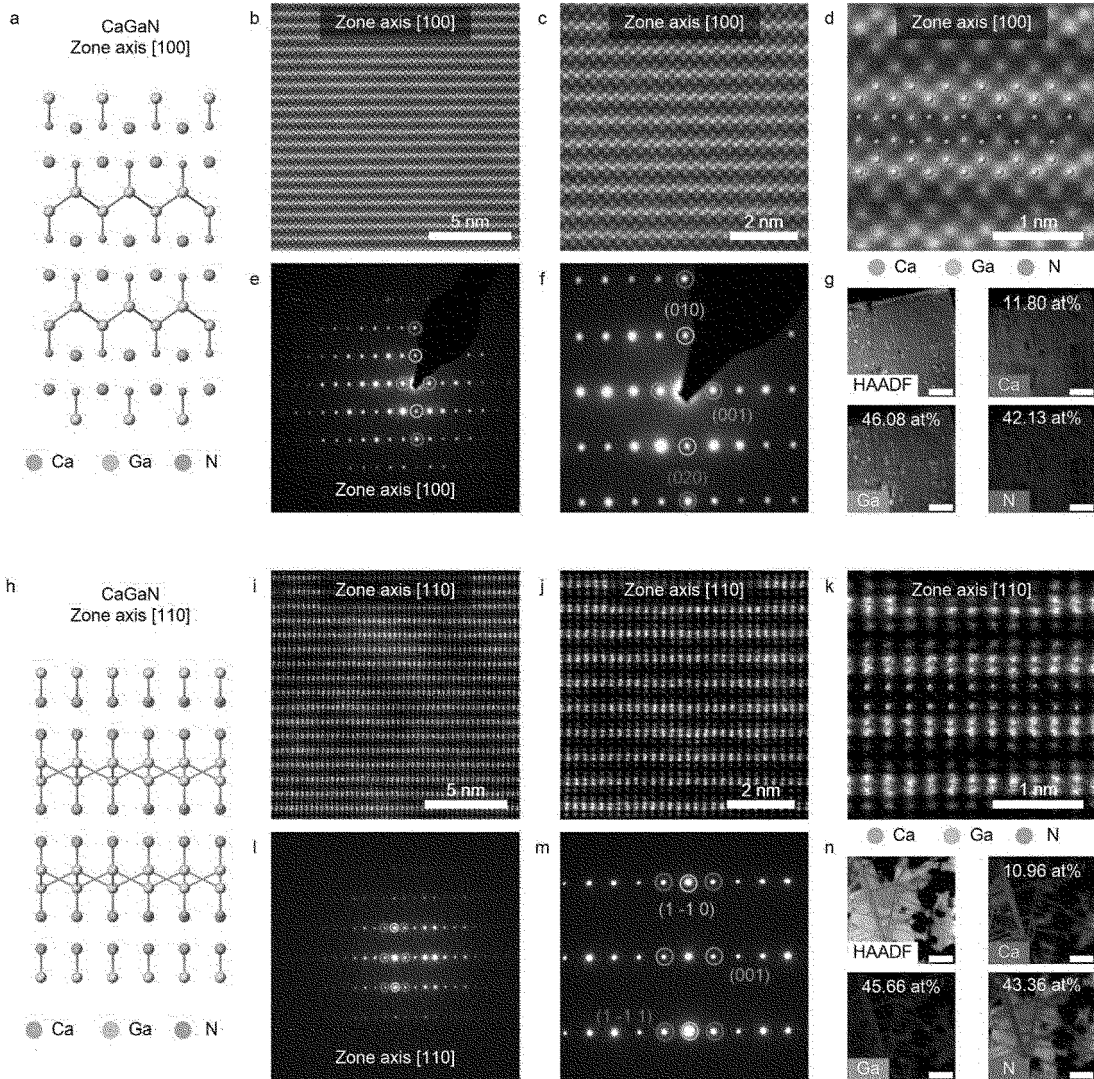 a
CaGaN
Zone axis [100]
Ca Ga N
b
Zone axis [100]
5 nm
c
Zone axis [100]
2 nm
d
Zone axis [100]
1 nm
Ca Ga N
e
Zone axis [100]
f
(010)
(001)
(020)
g
HAADF
11.80 at%
Ca
46.08 at%
Ga
42.13 at%
N
h
CaGaN
Zone axis [110]
Ca Ga N
i
Zone axis [110]
5 nm
j
Zone axis [110]
2 nm
k
Zone axis [110]
1 nm
Ca Ga N
l
Zone axis [110]
m
(1 -1 0)
(001)
n
HAADF
10.96 at%
Ca
45.66 at%
Ga
43.36 at%
N